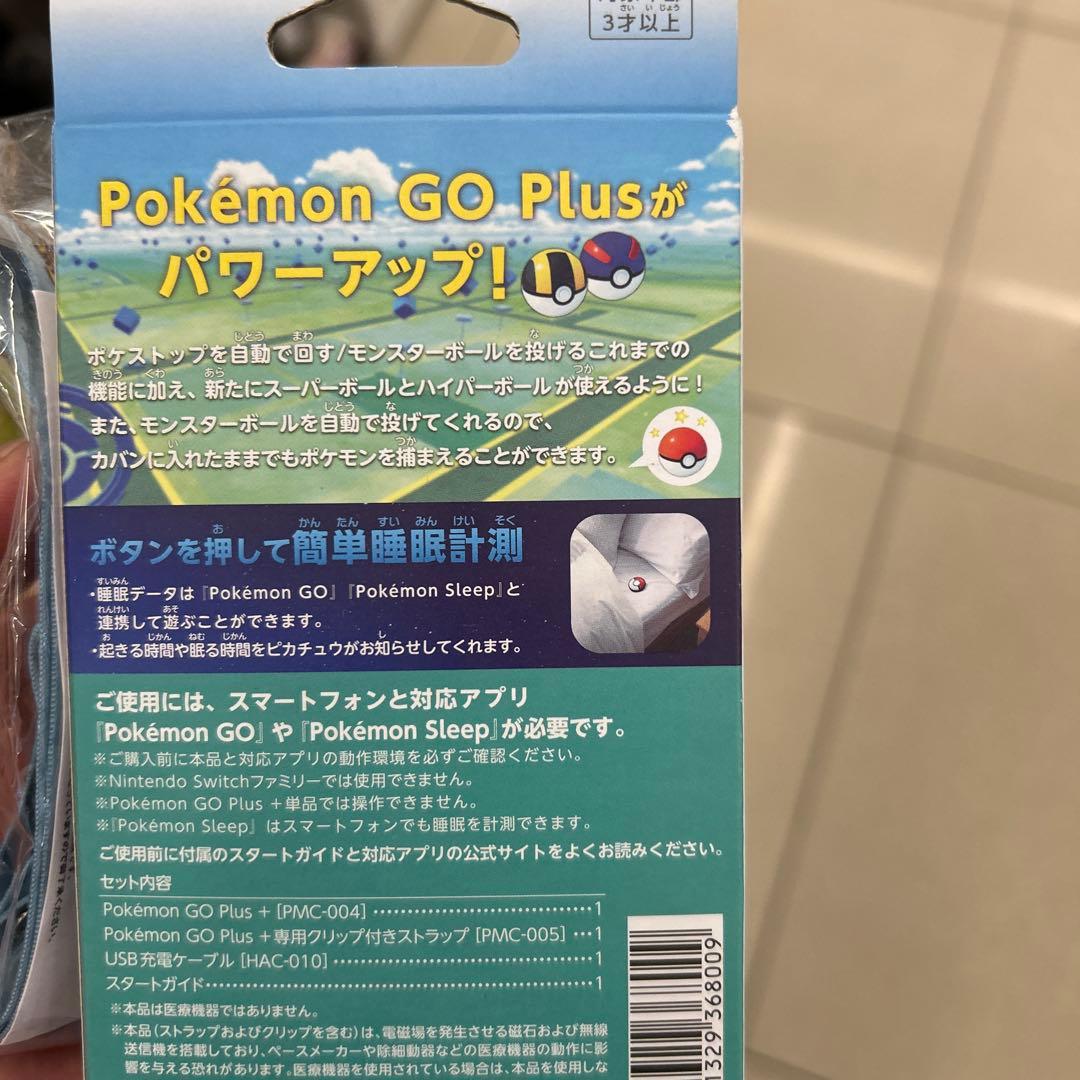 3才以上
Pokémon GO Plusが
パワーアップ!
ポケストップを自動で回す/モンスターボールを投げるこれまでの
機能に加え、新たにスーパーボールとハイパーボールが使えるように!
また、モンスターボールを自動で投げてくれるので、
カバンに入れたままでもポケモンを捕まえることができます。
ボタンを押して簡単睡眠計測
・睡眠データは『Pokémon GO』『Pokémon Sleep』と
連携して遊ぶことができます。
・起きる時間や眠る時間をピカチュウがお知らせしてくれます。
ご使用には、スマートフォンと対応アプリ
『Pokémon GO』や『Pokémon Sleep』が必要です。
※ご購入前に本品と対応アプリの動作環境を必ずご確認ください。
※Nintendo Switchファミリーでは使用できません。
※Pokémon GO Plus +単品では操作できません。
※『Pokémon Sleep』はスマートフォンでも睡眠を計測できます。
ご使用前に付属のスタートガイドと対応アプリの公式サイトをよくお読みください。
セット内容
Pokémon GO Plus + [PMC-004] ………………………… 1
Pokémon GO Plus +専用クリップ付きストラップ [PMC-005] … 1
USB充電ケーブル [HAC-010] ………………………… 1
スタートガイド………………………………………… 1
※本品は医療機器ではありません。
※本品(ストラップおよびクリップを含む)は、電磁場を発生させる磁石および無線
送信機を搭載しており、ペースメーカーや除細動器などの医療機器の動作に影
響を与える恐れがあります。医療機器を使用されている場合は、本品を使用しな
1329 368009